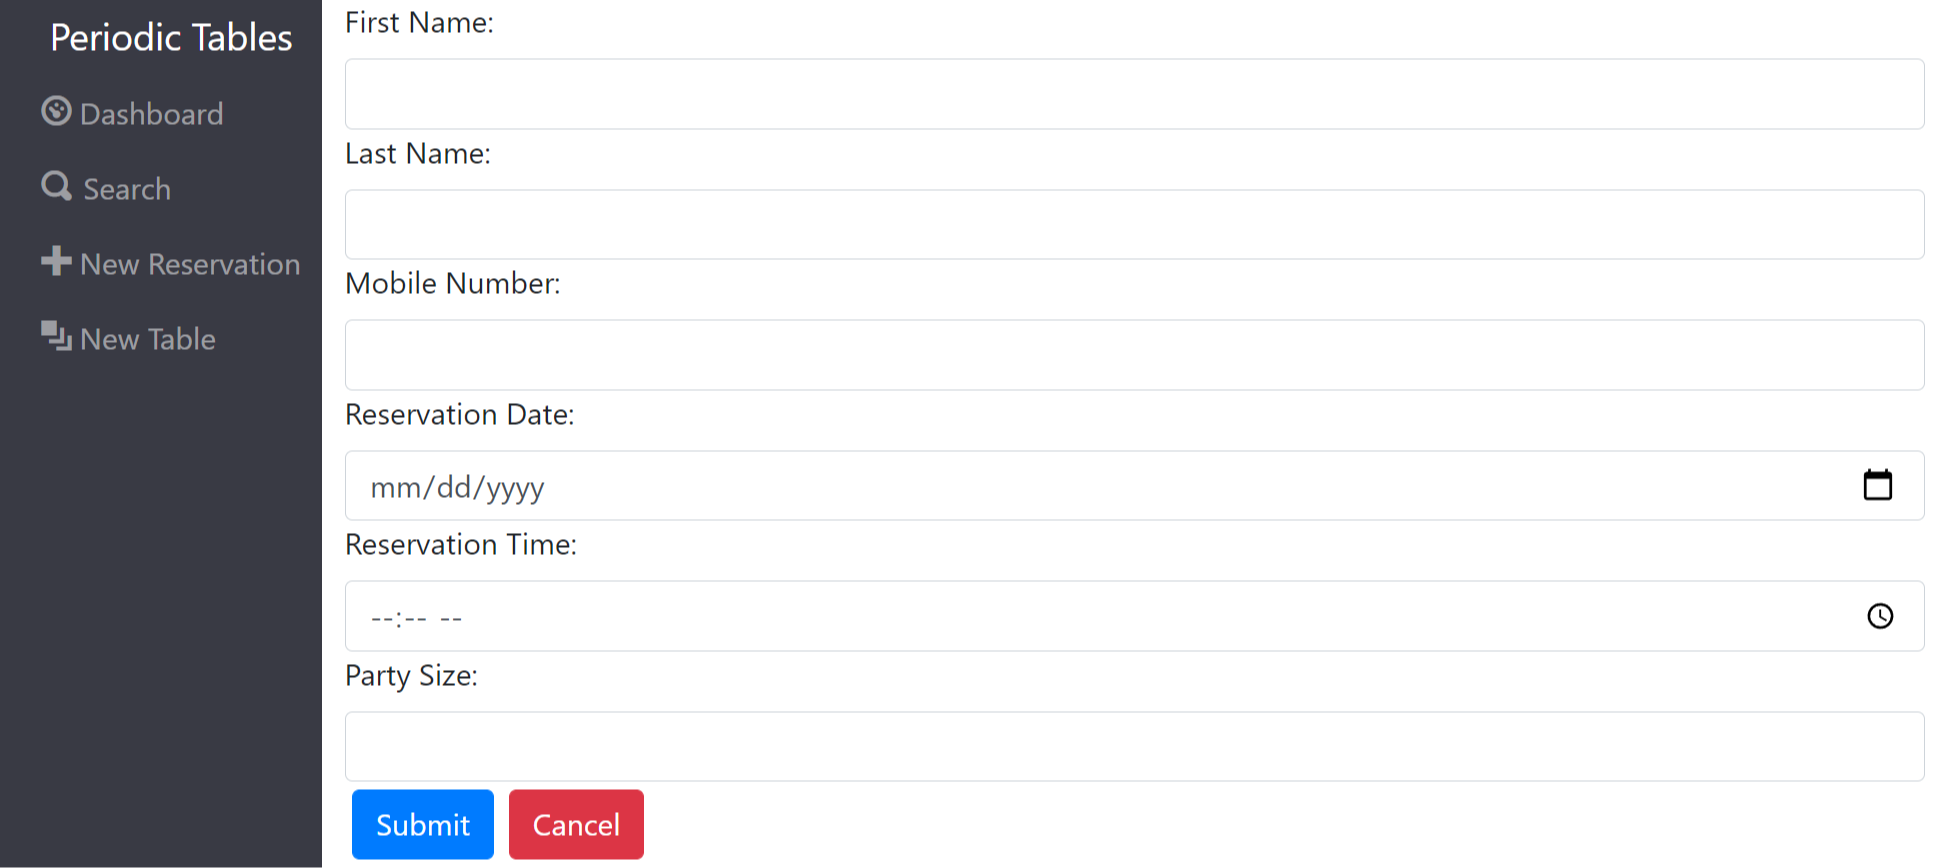 Periodic Tables
Dashboard
Search
New Reservation
New Table
First Name:
Last Name:
Mobile Number:
Reservation Date:
mm/dd/yyyy
Reservation Time:
--:-- --
Party Size:
Submit
Cancel